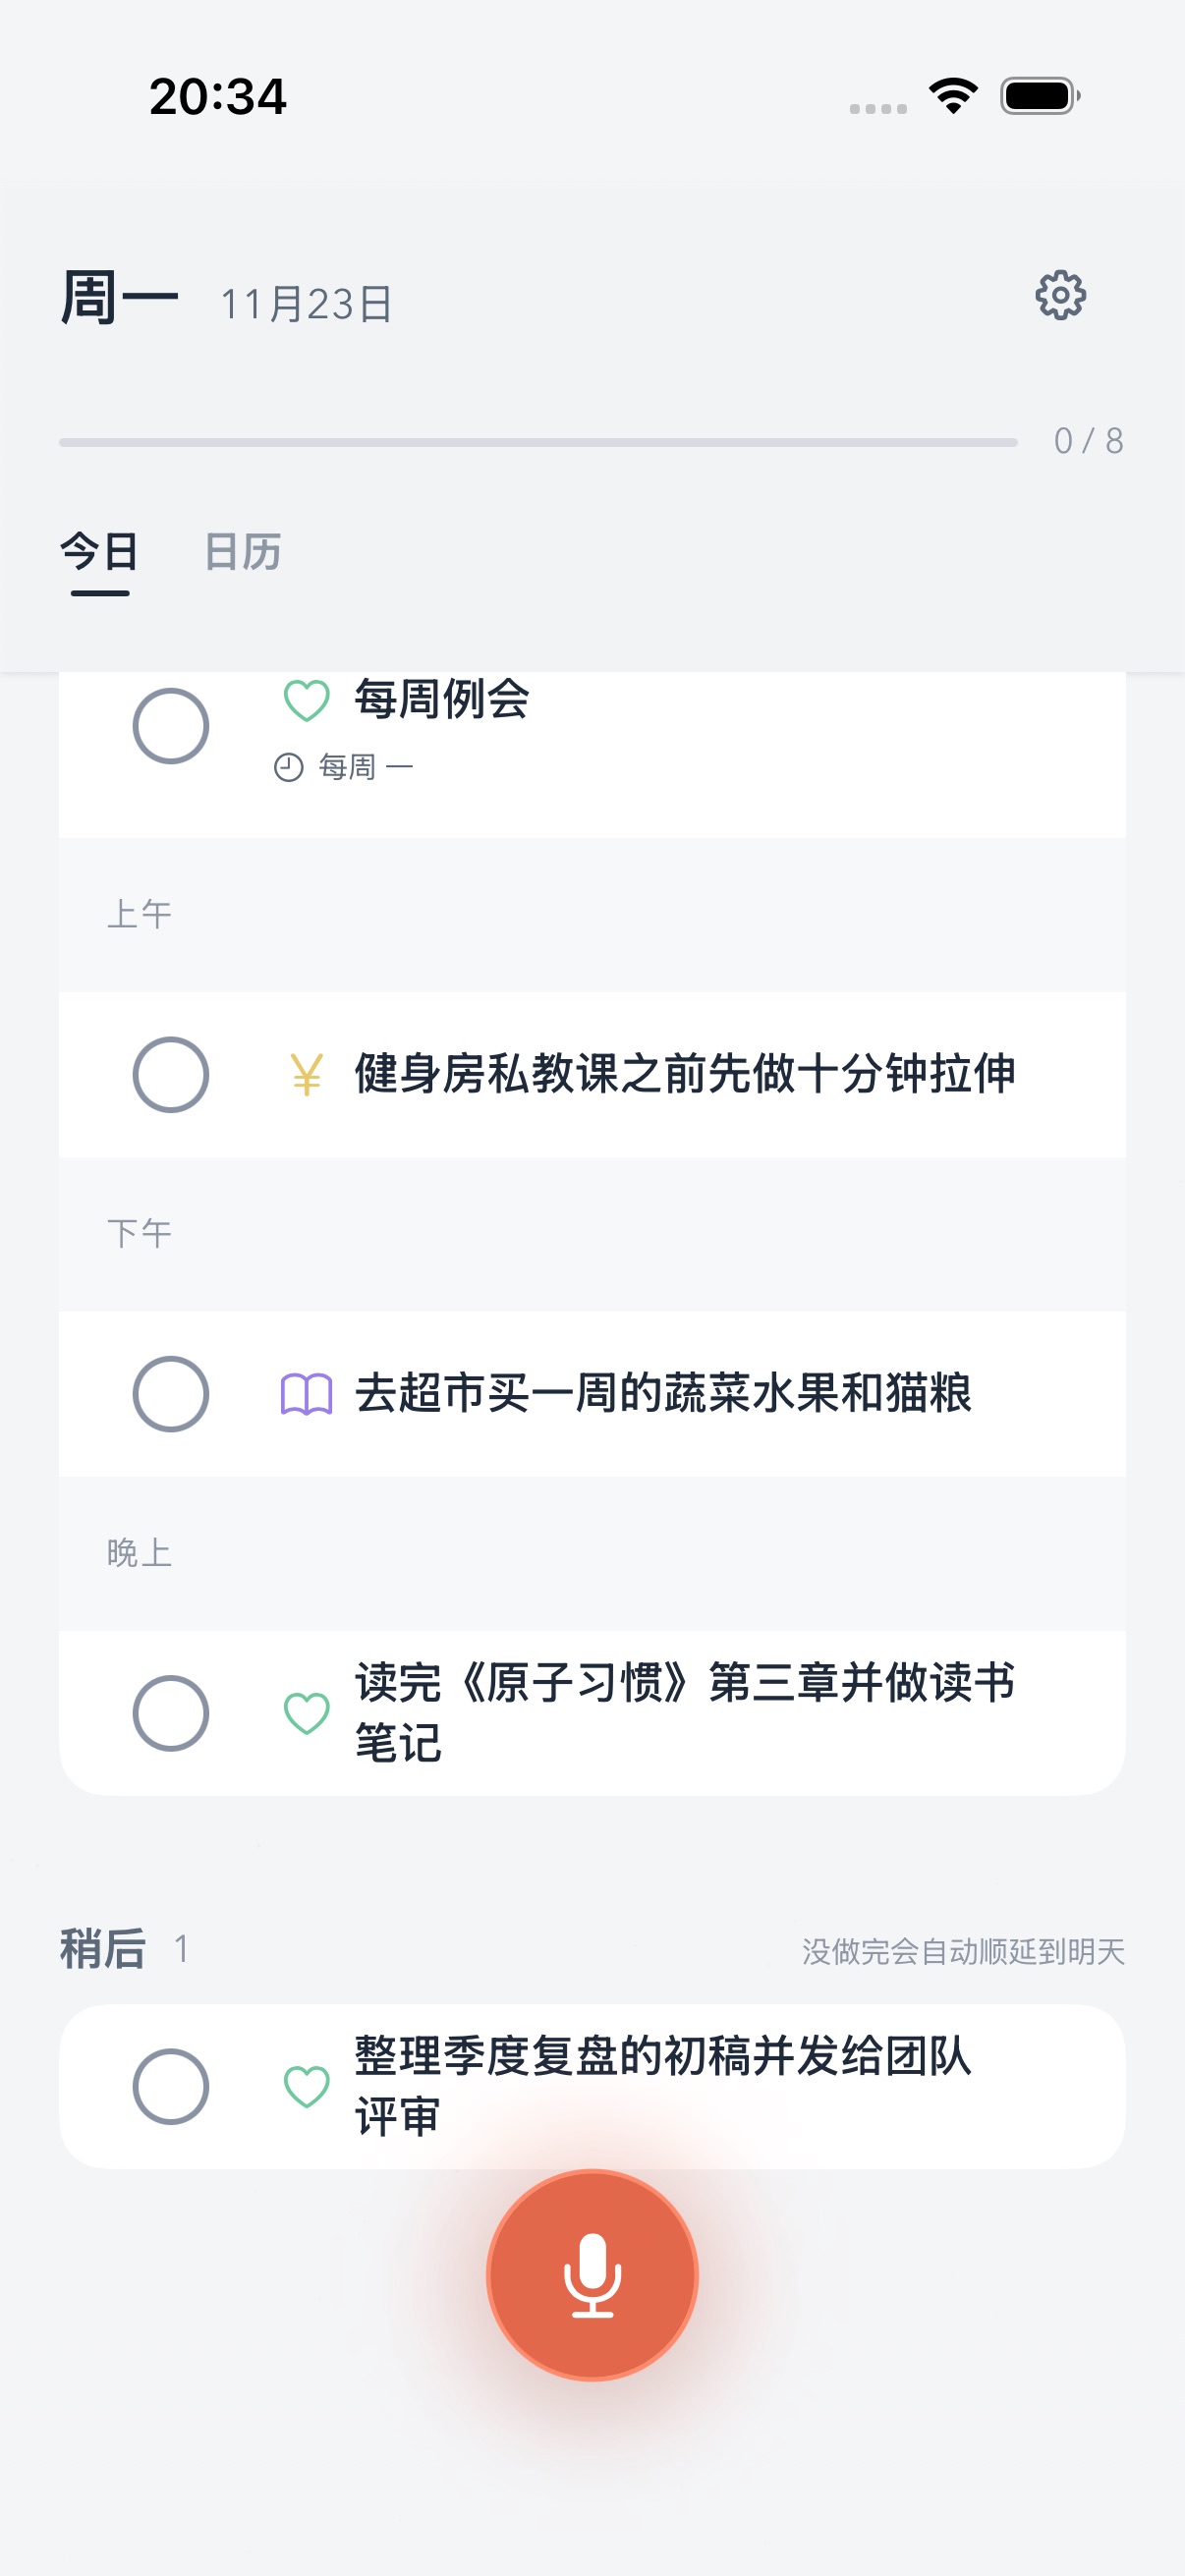 20:34
周一 11月23日
0 / 8
今日 日历
每周例会
每周 一
上午
健身房私教课之前先做十分钟拉伸
下午
去超市买一周的蔬菜水果和猫粮
晚上
读完《原子习惯》第三章并做读书
笔记
稍后 1 没做完会自动顺延到明天
整理季度复盘的初稿并发给团队
评审